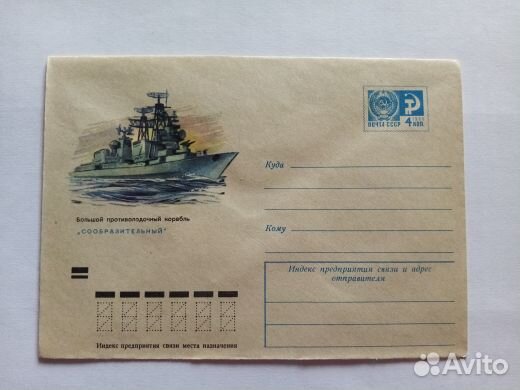 ПОЧТА СССР
4
КОП.
Куда
Большой противолодочный корабль
„СООБРАЗИТЕЛЬНЫЙ"
Кому
Индекс предприятия связи и адрес
отправителя
Индекс предприятия связи места назначения
Avito